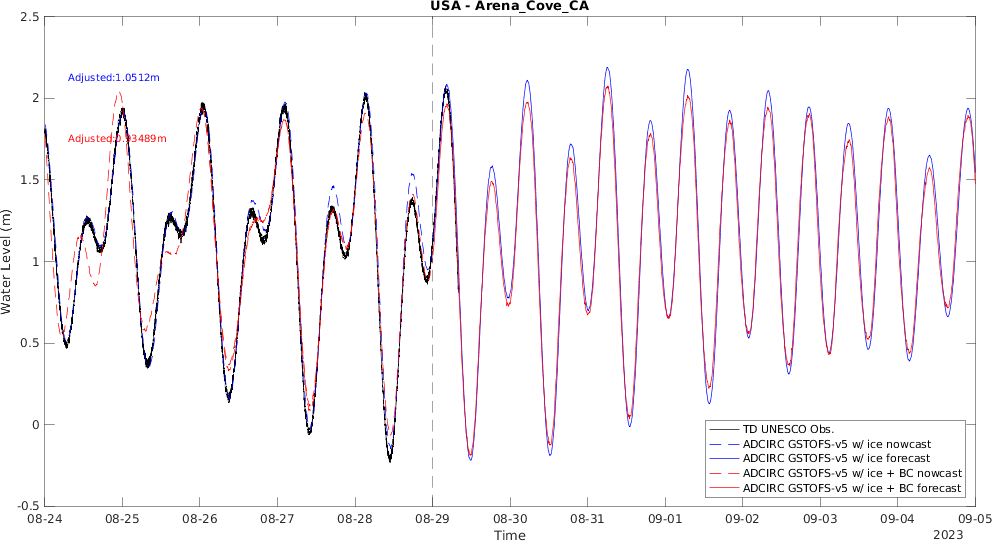 USA - Arena_Cove_CA
2.5
2
1.5
1
0.5
0
-0.5
Water Level (m)
Adjusted:1.0512m
Adjusted:0.93489m
TD UNESCO Obs.
ADCIRC GSTOFS-v5 w/ ice nowcast
ADCIRC GSTOFS-v5 w/ ice forecast
ADCIRC GSTOFS-v5 w/ ice + BC nowcast
ADCIRC GSTOFS-v5 w/ ice + BC forecast
08-24 08-25 08-26 08-27 08-28 08-29 08-30 08-31 09-01 09-02 09-03 09-04 09-05
Time
2023